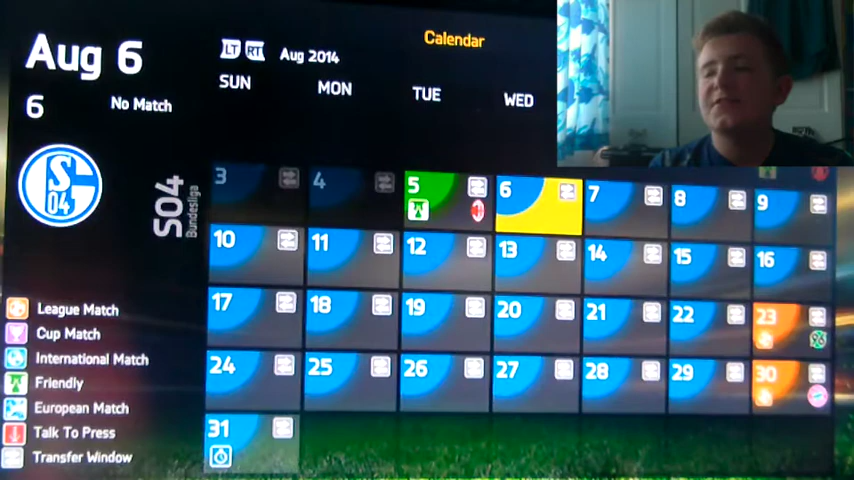 Calendar
Aug 6
LT RT Aug 2014
SUN MON TUE WED
6 No Match
S 04
S04
Bundesliga
3 4 5 6 7 8 9
10 11 12 13 14 15 16
17 18 19 20 21 22 23
24 25 26 27 28 29 30
31
League Match
Cup Match
International Match
Friendly
European Match
Talk To Press
Transfer Window